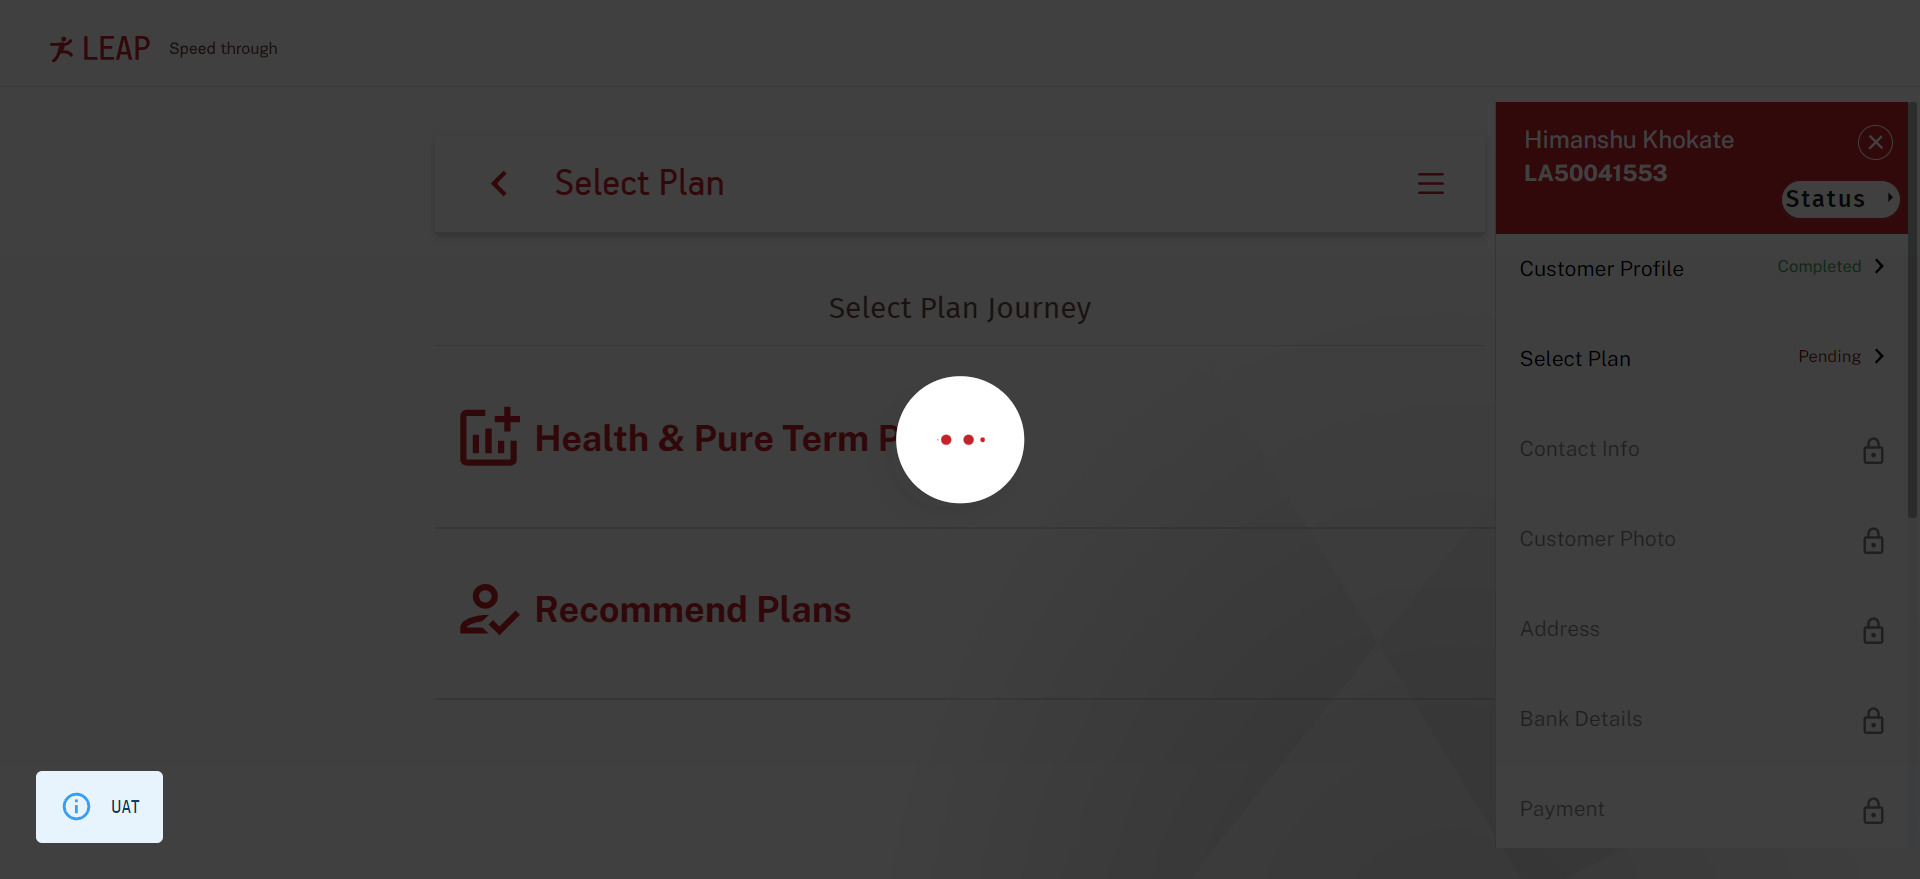 LEAP Speed through
Select Plan
Select Plan Journey
Health & Pure Term P
Recommend Plans
UAT
Himanshu Khokate
LA50041553
Status
Customer Profile Completed
Select Plan Pending
Contact Info
Customer Photo
Address
Bank Details
Payment